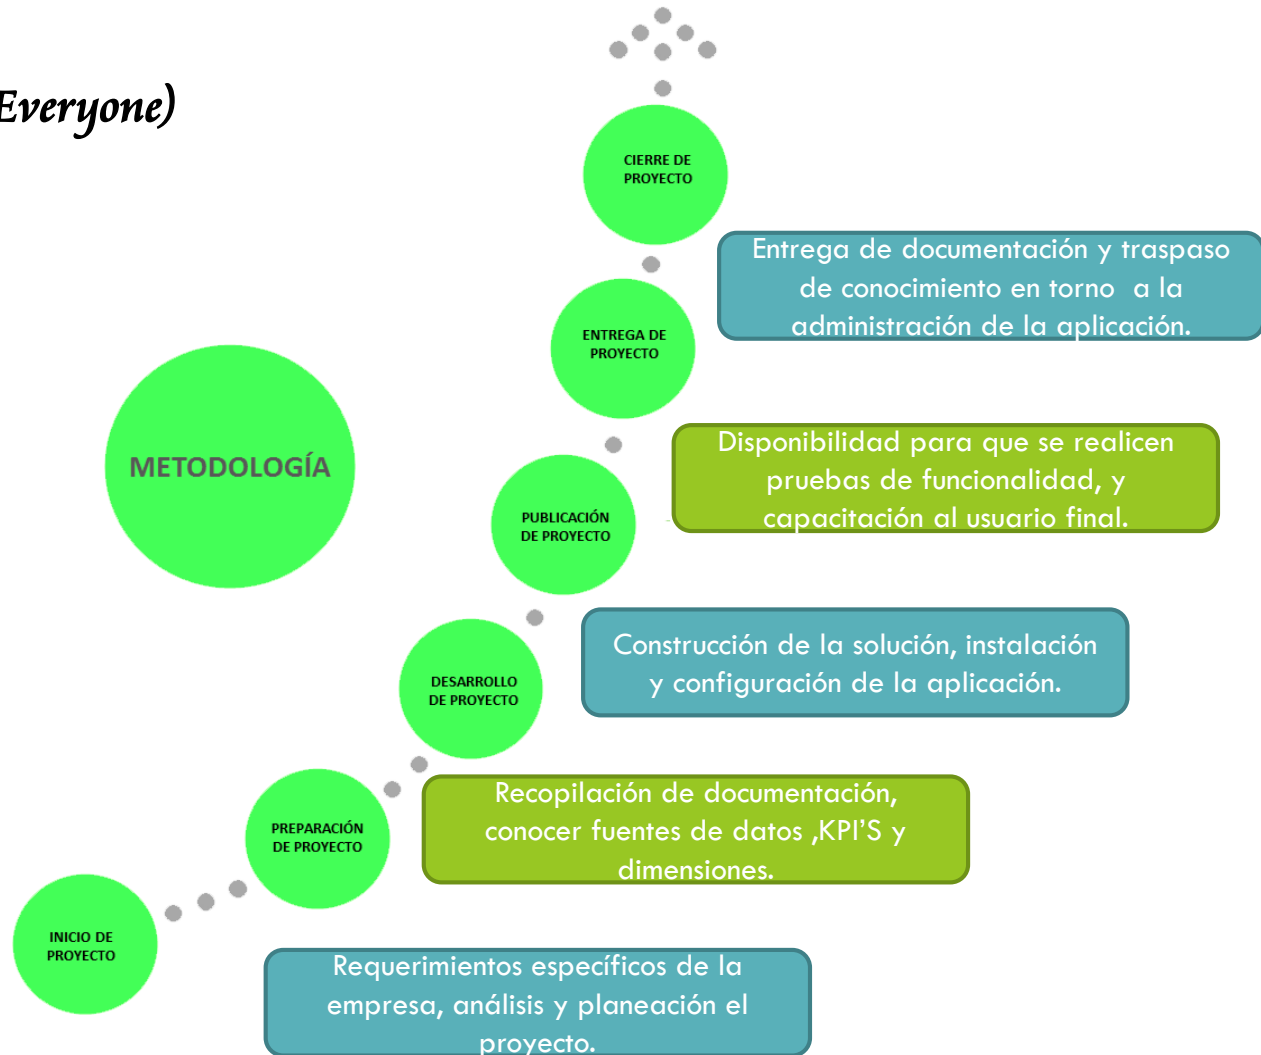 Everyone)
CIERRE DE
PROYECTO
Entrega de documentación y traspaso
de conocimiento en torno  a la
administración de la aplicación.
ENTREGA DE
PROYECTO
METODOLOGÍA
Disponibilidad para que se realicen
pruebas de funcionalidad, y
capacitación al usuario final.
PUBLICACIÓN
DE PROYECTO
Construcción de la solución, instalación
y configuración de la aplicación.
DESARROLLO
DE PROYECTO
Recopilación de documentación,
conocer fuentes de datos ,KPI’S y
dimensiones.
PREPARACIÓN
DE PROYECTO
INICIO DE
PROYECTO
Requerimientos específicos de la
empresa, análisis y planeación el
proyecto.